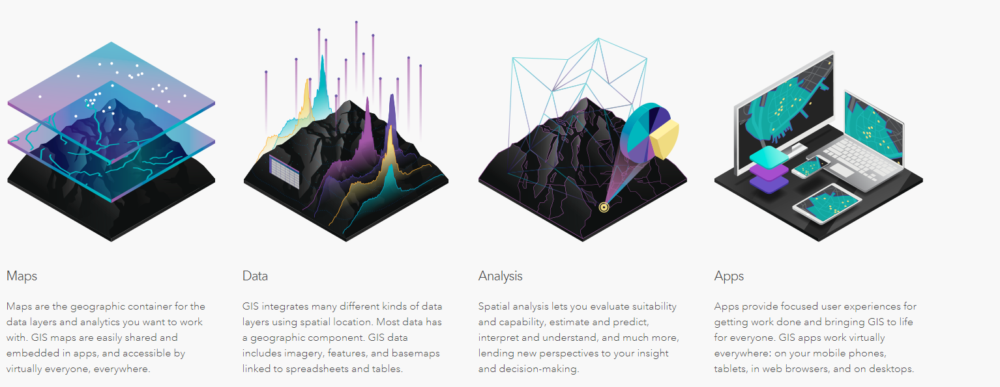 Maps
Maps are the geographic container for the
data layers and analytics you want to work
with. GIS maps are easily shared and
embedded in apps, and accessible by
virtually everyone, everywhere.
Data
GIS integrates many different kinds of data
layers using spatial location. Most data has
a geographic component. GIS data
includes imagery, features, and basemaps
linked to spreadsheets and tables.
Analysis
Spatial analysis lets you evaluate suitability
and capability, estimate and predict,
interpret and understand, and much more,
lending new perspectives to your insight
and decision-making.
Apps
Apps provide focused user experiences for
getting work done and bringing GIS to life
for everyone. GIS apps work virtually
everywhere: on your mobile phones,
tablets, in web browsers, and on desktops.